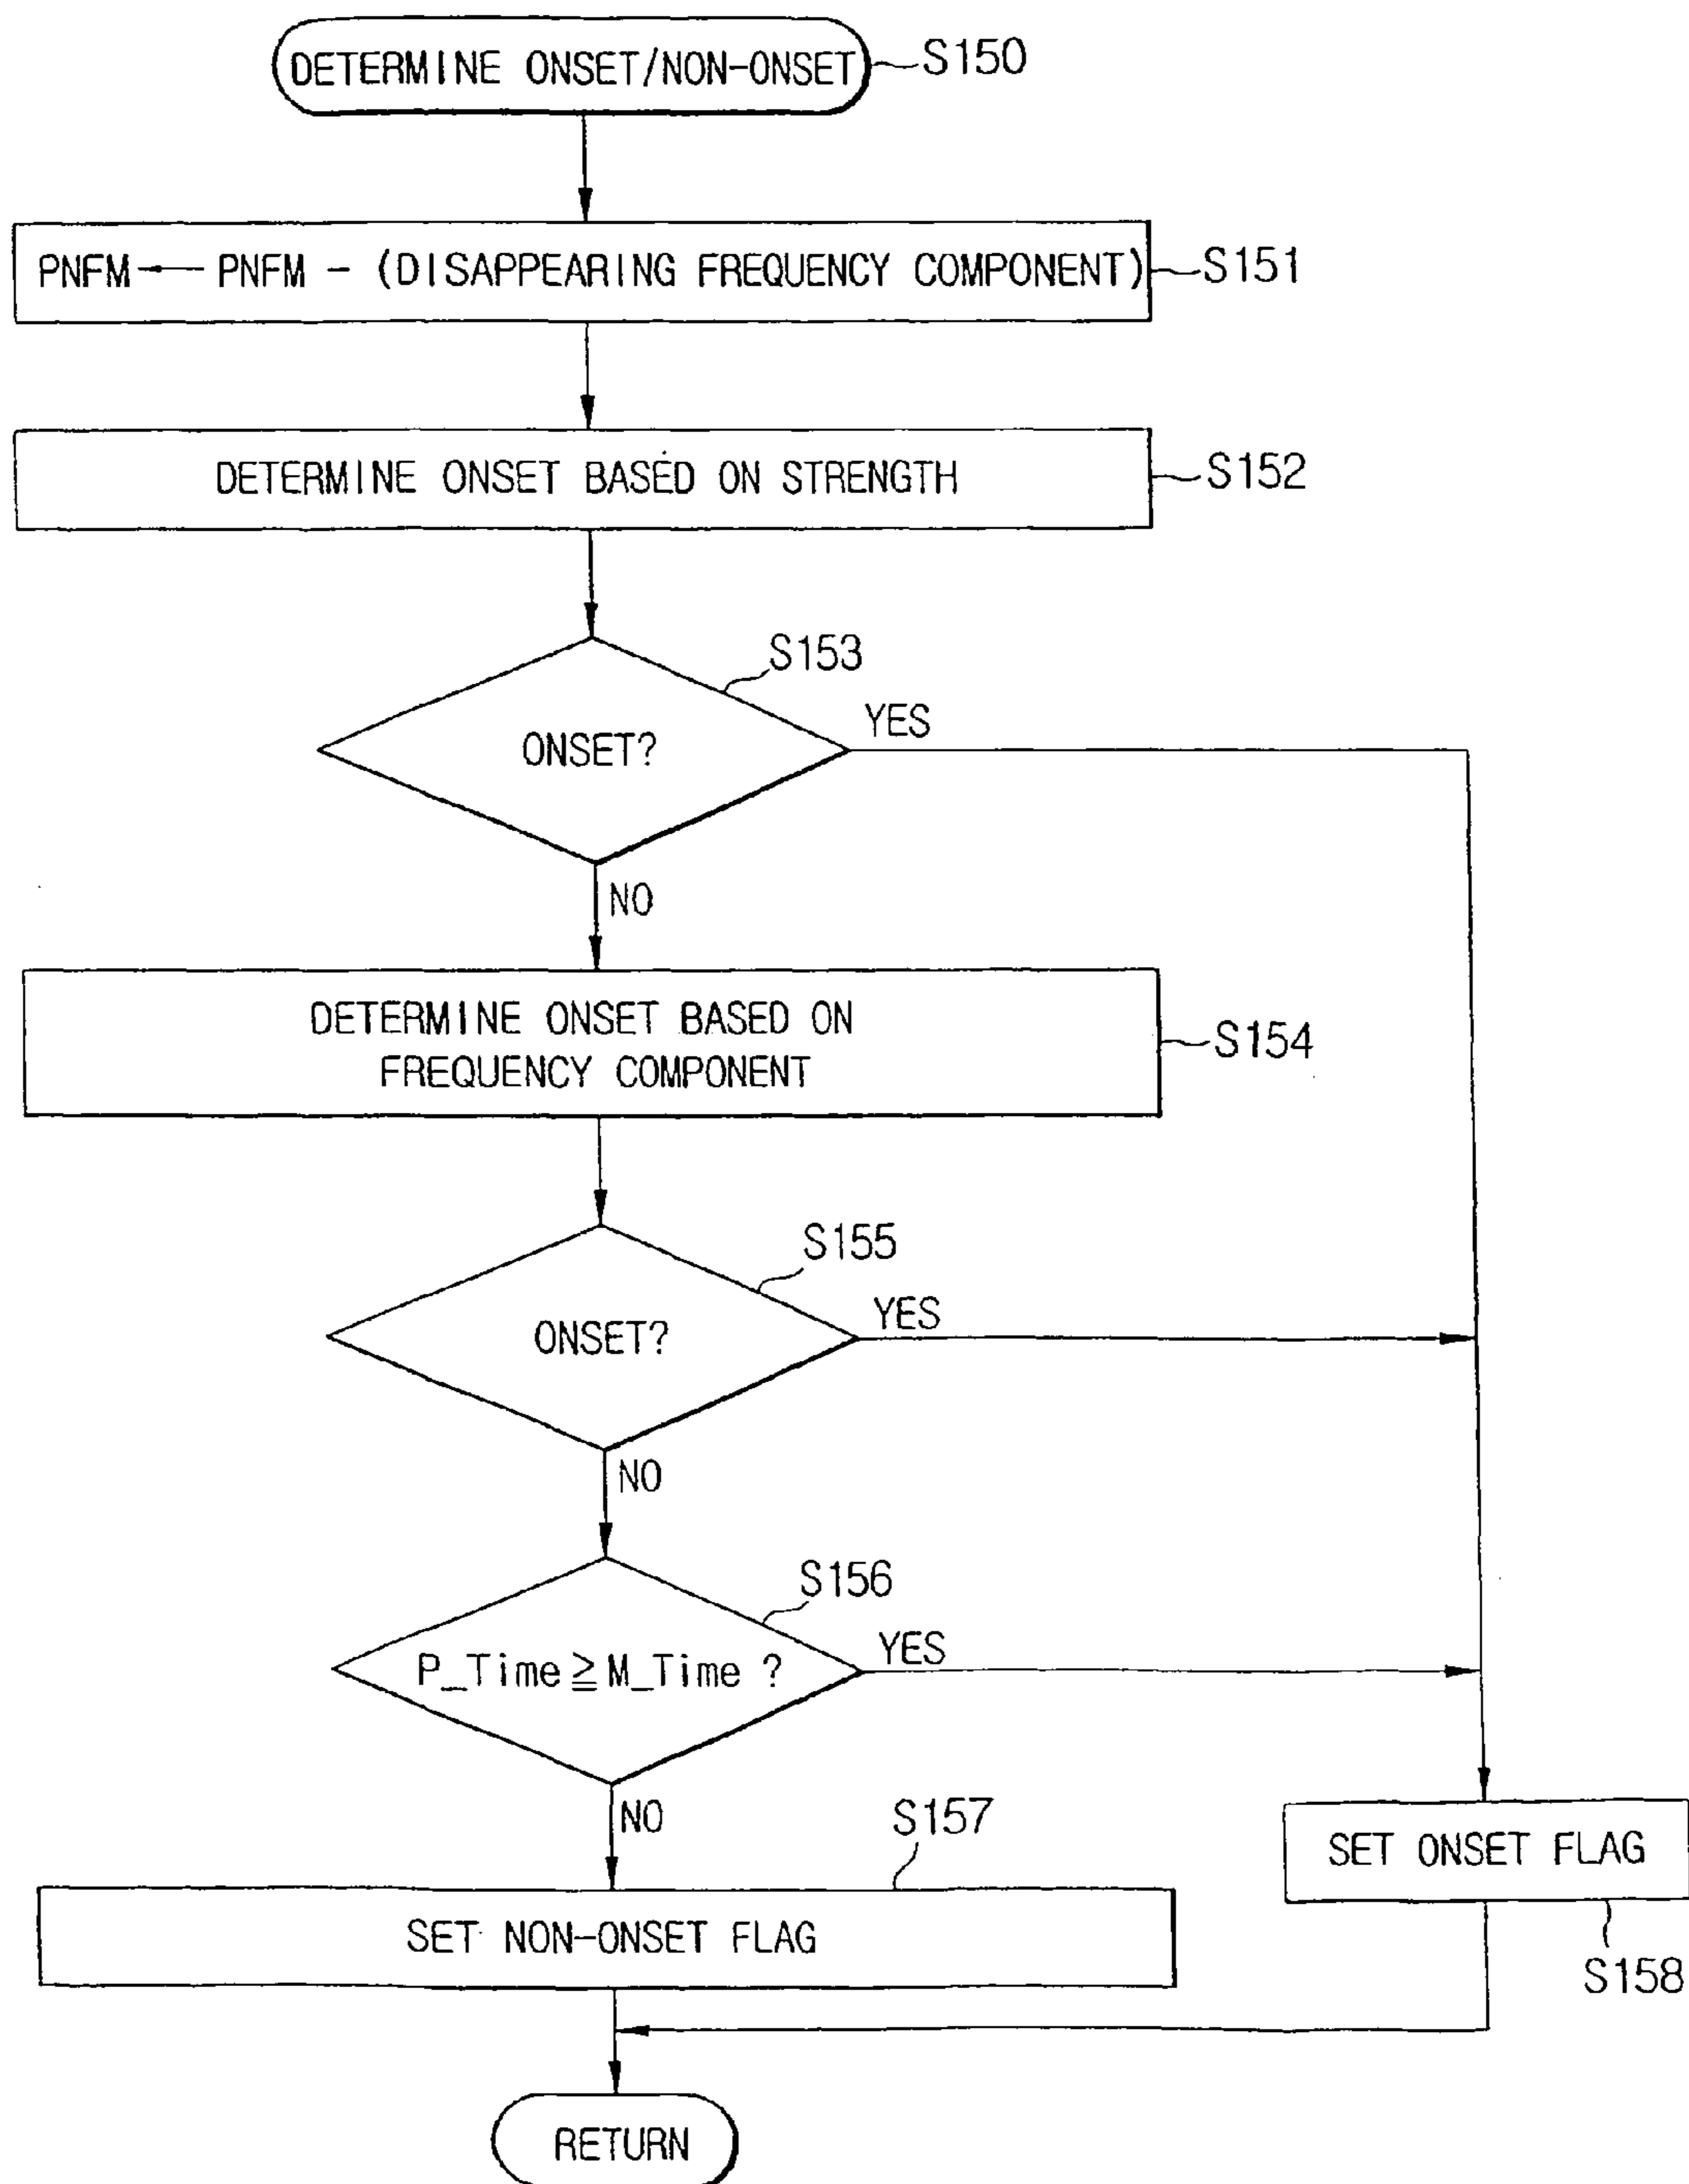 DETERMINE ONSET/NON-ONSET
S150
PNFM ← PNFM - (DISAPPEARING FREQUENCY COMPONENT)
S151
DETERMINE ONSET BASED ON STRENGTH
S152
S153
ONSET?
YES
NO
DETERMINE ONSET BASED ON
FREQUENCY COMPONENT
S154
S155
ONSET?
YES
NO
S156
P_Time ≧ M_Time ?
YES
NO
S157
SET NON-ONSET FLAG
SET ONSET FLAG
S158
RETURN